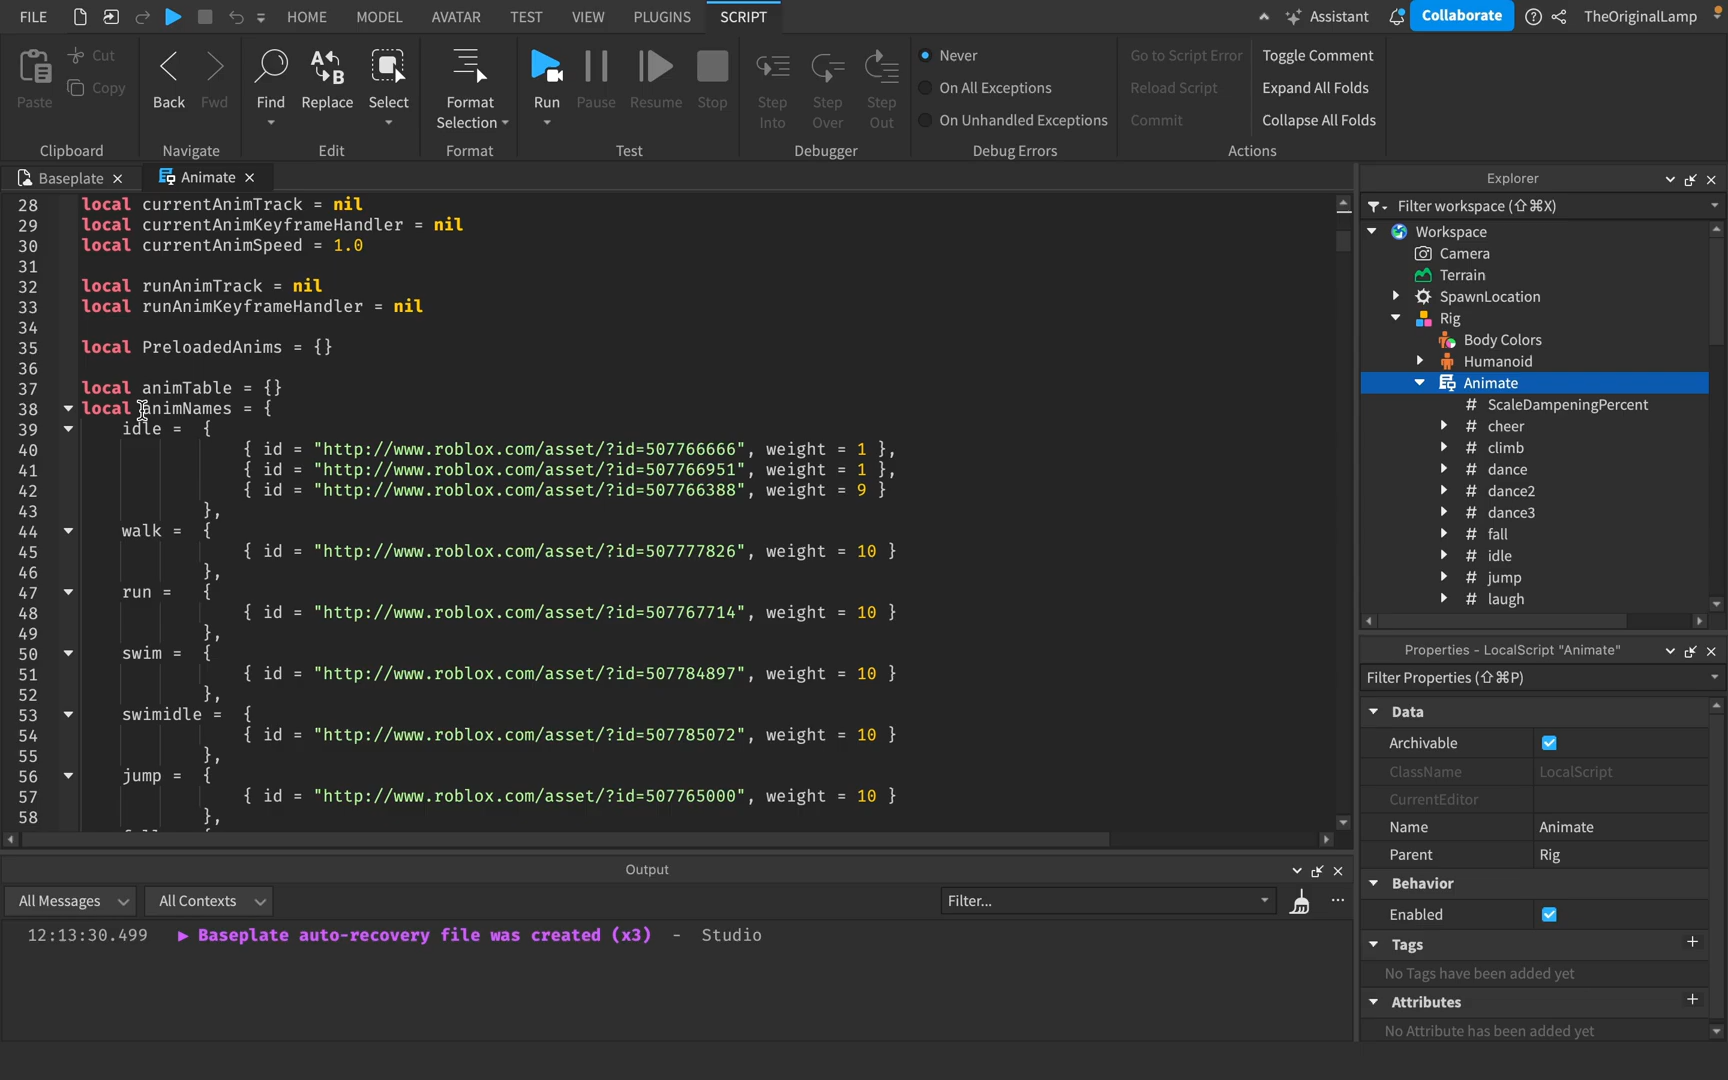 FILE HOME MODEL AVATAR TEST VIEW PLUGINS SCRIPT Assistant Collaborate TheOriginalLamp
Paste Cut Copy Back Fwd Find Replace Select Format Selection Run Pause Resume Stop Step Into Step Over Step Out
Never
On All Exceptions
On Unhandled Exceptions
Go to Script Error
Reload Script
Commit
Toggle Comment
Expand All Folds
Collapse All Folds
Clipboard Navigate Edit Format Test Debugger Debug Errors Actions
Baseplate Animate
28 local currentAnimTrack = nil
29 local currentAnimKeyframeHandler = nil
30 local currentAnimSpeed = 1.0
31
32 local runAnimTrack = nil
33 local runAnimKeyframeHandler = nil
34
35 local PreloadedAnims = {}
36
37 local animTable = {}
38 local animNames = {
39 idle = {
40 { id = "http://www.roblox.com/asset/?id=507766666", weight = 1 },
41 { id = "http://www.roblox.com/asset/?id=507766951", weight = 1 },
42 { id = "http://www.roblox.com/asset/?id=507766388", weight = 9 }
43 },
44 walk = {
45 { id = "http://www.roblox.com/asset/?id=507777826", weight = 10 }
46 },
47 run = {
48 { id = "http://www.roblox.com/asset/?id=507767714", weight = 10 }
49 },
50 swim = {
51 { id = "http://www.roblox.com/asset/?id=507784897", weight = 10 }
52 },
53 swimidle = {
54 { id = "http://www.roblox.com/asset/?id=507785072", weight = 10 }
55 },
56 jump = {
57 { id = "http://www.roblox.com/asset/?id=507765000", weight = 10 }
58 },
Output
All Messages All Contexts Filter...
12:13:30.499 Baseplate auto-recovery file was created (x3) - Studio
Explorer
Filter workspace (⇧⌘X)
Workspace
Camera
Terrain
SpawnLocation
Rig
Body Colors
Humanoid
Animate
# ScaleDampeningPercent
# cheer
# climb
# dance
# dance2
# dance3
# fall
# idle
# jump
# laugh
Properties - LocalScript "Animate"
Filter Properties (⇧⌘P)
Data
Archivable
ClassName LocalScript
CurrentEditor
Name Animate
Parent Rig
Behavior
Enabled
Tags +
No Tags have been added yet
Attributes +
No Attribute has been added yet